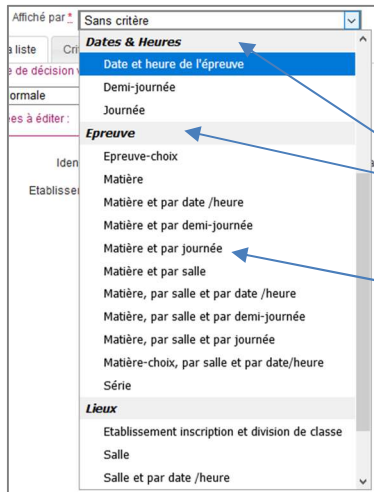 Affiché par * Sans critère
a liste Cri
Dates & Heures
e de décision v
Date et heure de l'épreuve
ormale
Demi-journée
Journée
es à éditer :
Epreuve
Iden
Epreuve-choix
Etablisse
Matière
Matière et par date /heure
Matière et par demi-journée
Matière et par journée
Matière et par salle
Matière, par salle et par date /heure
Matière, par salle et par demi-journée
Matière, par salle et par journée
Matière-choix, par salle et par date/heure
Série
Lieux
Etablissement inscription et division de classe
Salle
Salle et par date /heure